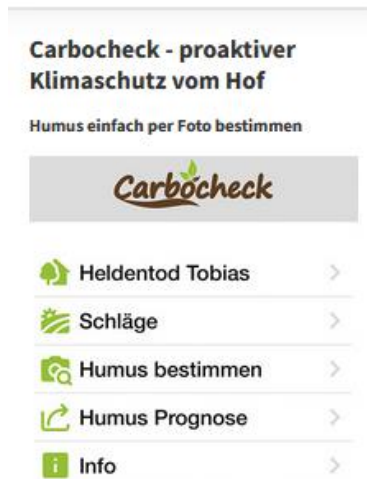 Carbocheck - proaktiver
Klimaschutz vom Hof
Humus einfach per Foto bestimmen
Carbocheck
Heldentod Tobias
Schläge
Humus bestimmen
Humus Prognose
Info